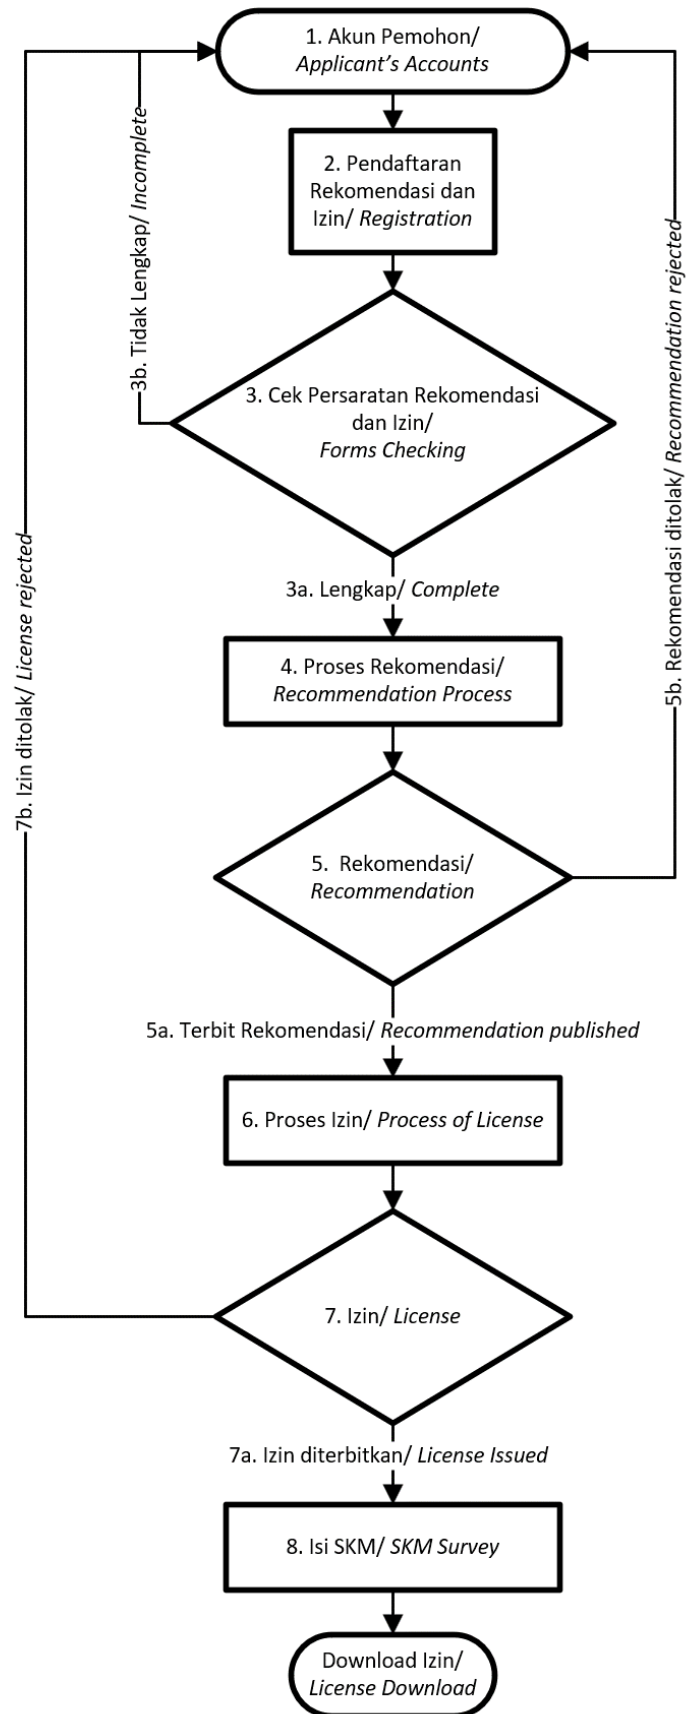 1. Akun Pemohon/
Applicant's Accounts
2. Pendaftaran
Rekomendasi dan
Izin/ Registration
3b. Tidak Lengkap/ Incomplete
3. Cek Persaratan Rekomendasi
dan Izin/
Forms Checking
5b. Rekomendasi ditolak/ Recommendation rejected
3a. Lengkap/ Complete
7b. Izin ditolak/ License rejected
4. Proses Rekomendasi/
Recommendation Process
5. Rekomendasi/
Recommendation
5a. Terbit Rekomendasi/ Recommendation published
6. Proses Izin/ Process of License
7. Izin/ License
7a. Izin diterbitkan/ License Issued
8. Isi SKM/ SKM Survey
Download Izin/
License Download